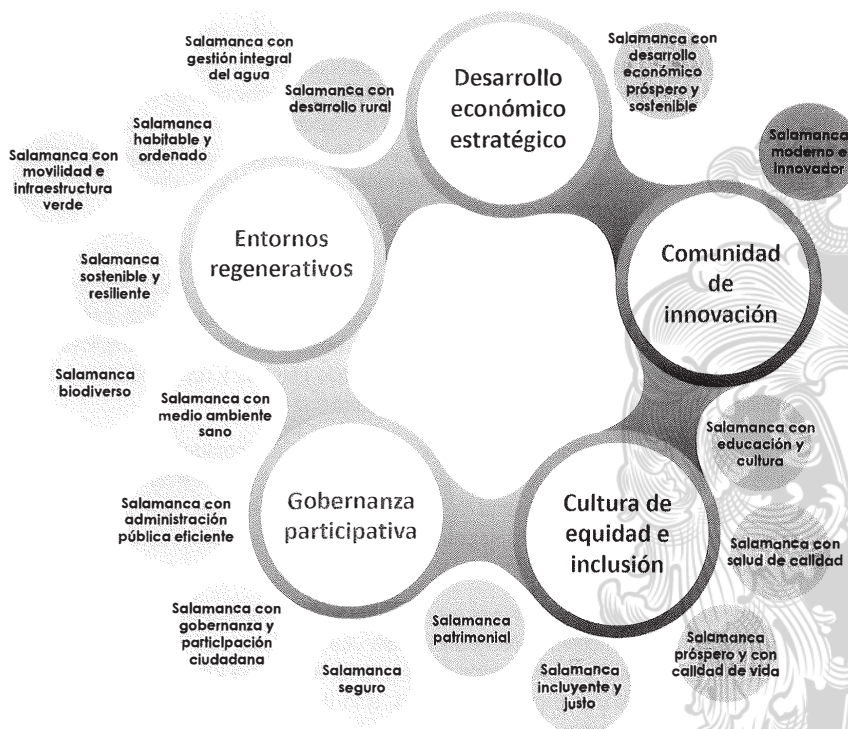 Salamanca con
gestión integral
del agua
Salamanca con
desarrollo rural
Desarrollo
económico
estratégico
Salamanca con
desarrollo
económico
próspero y
sostenible
Salamanca
habitable y
ordenado
Salamanca
moderno e
innovador
Salamanca con
movilidad e
infraestructura
verde
Entornos
regenerativos
Comunidad
de
innovación
Salamanca
sostenible y
resiliente
Salamanca
biodiverso
Salamanca con
medio ambiente
sano
Salamanca con
educación y
cultura
Gobernanza
participativa
Cultura de
equidad e
inclusión
Salamanca con
administración
pública eficiente
Salamanca con
salud de calidad
Salamanca con
gobernanza y
participación
ciudadana
Salamanca
patrimonial
Salamanca
seguro
Salamanca
incluyente y
justo
Salamanca
próspero y con
calidad de vida